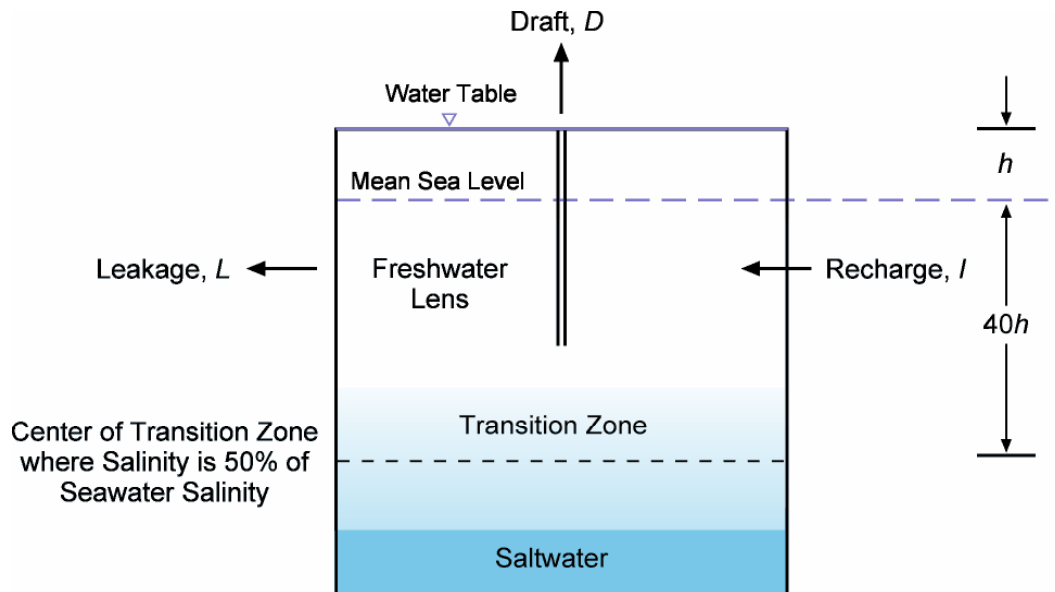 Draft, D
Water Table
h
Mean Sea Level
Leakage, L
Freshwater
Lens
Recharge, I
40h
Transition Zone
Center of Transition Zone
where Salinity is 50% of
Seawater Salinity
Saltwater